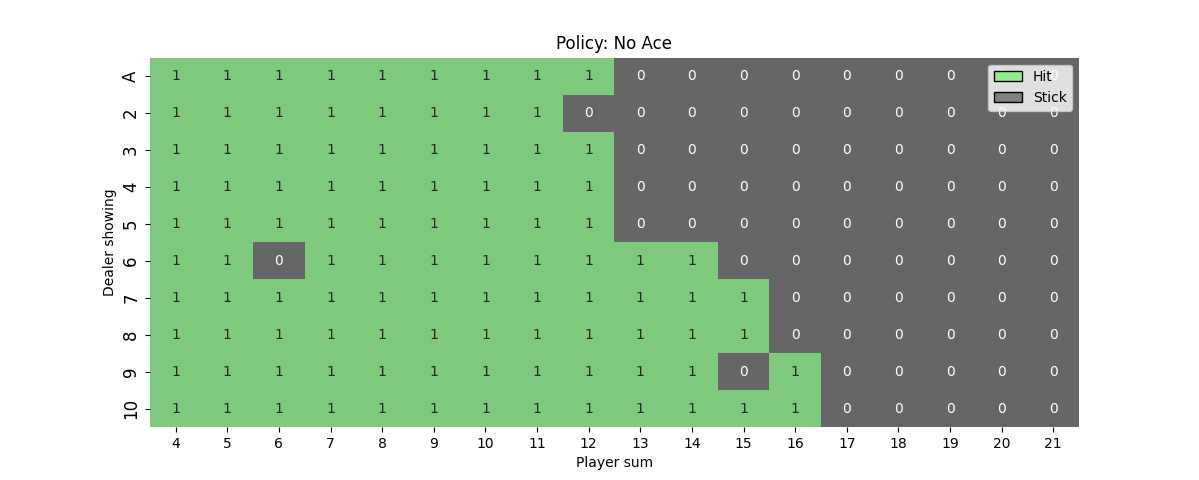 Policy: No Ace
Hit
Stick
Dealer showing
A 1 1 1 1 1 1 1 1 1 0 0 0 0 0 0 0 0
2 1 1 1 1 1 1 1 1 0 0 0 0 0 0 0 0 0 0
3 1 1 1 1 1 1 1 1 1 0 0 0 0 0 0 0 0 0
4 1 1 1 1 1 1 1 1 1 0 0 0 0 0 0 0 0 0
5 1 1 1 1 1 1 1 1 1 0 0 0 0 0 0 0 0 0
6 1 1 0 1 1 1 1 1 1 1 1 0 0 0 0 0 0 0
7 1 1 1 1 1 1 1 1 1 1 1 1 0 0 0 0 0 0
8 1 1 1 1 1 1 1 1 1 1 1 1 0 0 0 0 0 0
9 1 1 1 1 1 1 1 1 1 1 1 0 1 0 0 0 0 0
10 1 1 1 1 1 1 1 1 1 1 1 1 1 0 0 0 0 0
4 5 6 7 8 9 10 11 12 13 14 15 16 17 18 19 20 21
Player sum